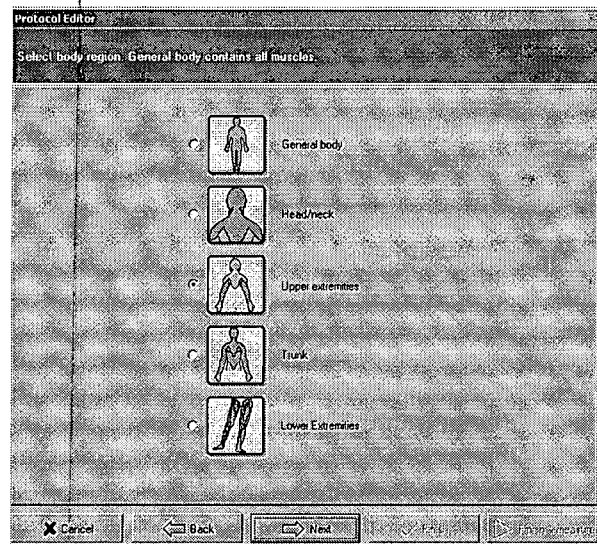 Protocol Editor
Select body region. General body contains all muscles.
General body
Head/neck
Upper extremities
Trunk
Lower Extremities
Cancel
Back
Next